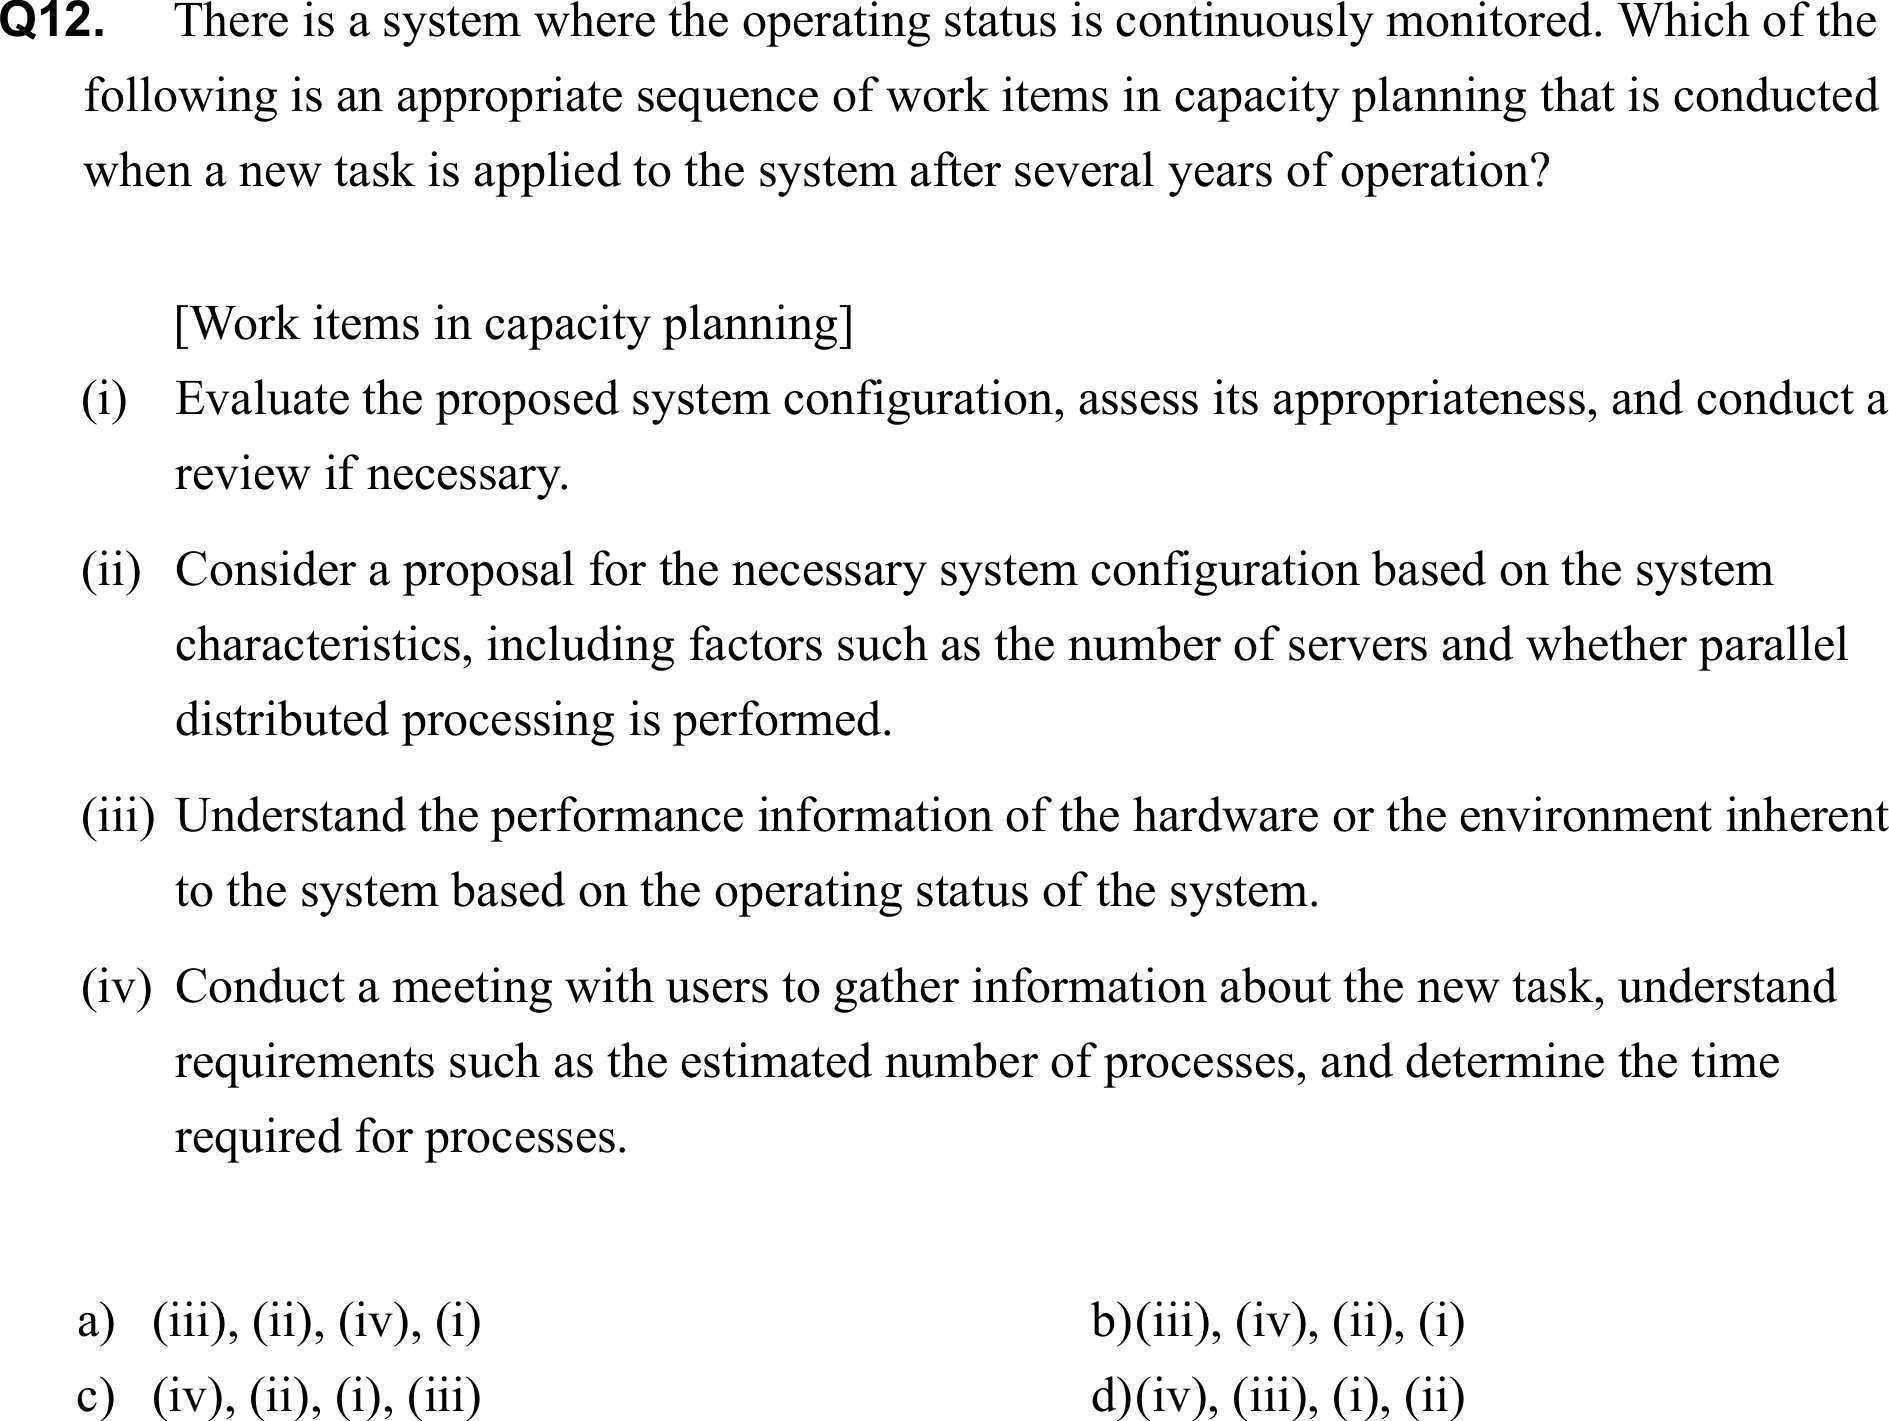 Q12. There is a system where the operating status is continuously monitored. Which of the
following is an appropriate sequence of work items in capacity planning that is conducted
when a new task is applied to the system after several years of operation?
[Work items in capacity planning]
(i) Evaluate the proposed system configuration, assess its appropriateness, and conduct a
review if necessary.
(ii) Consider a proposal for the necessary system configuration based on the system
characteristics, including factors such as the number of servers and whether parallel
distributed processing is performed.
(iii) Understand the performance information of the hardware or the environment inherent
to the system based on the operating status of the system.
(iv) Conduct a meeting with users to gather information about the new task, understand
requirements such as the estimated number of processes, and determine the time
required for processes.
a) (iii), (ii), (iv), (i) b)(iii), (iv), (ii), (i)
c) (iv), (ii), (i), (iii) d)(iv), (iii), (i), (ii)